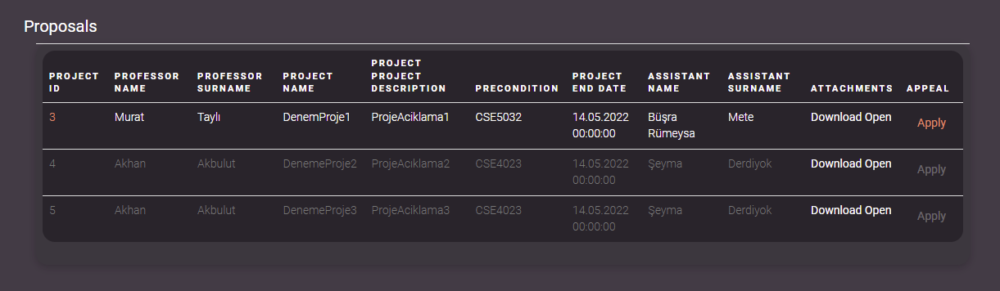 Proposals
PROJECT ID PROFESSOR NAME PROFESSOR SURNAME PROJECT NAME PROJECT PROJECT DESCRIPTION PRECONDITION PROJECT END DATE ASSISTANT NAME ASSISTANT SURNAME ATTACHMENTS APPEAL
3 Murat Taylı DenemProje1 ProjeAciklama1 CSE5032 14.05.2022 00:00:00 Büşra Rümeysa Mete Download Open Apply
4 Akhan Akbulut DenemeProje2 ProjeAciklama2 CSE4023 14.05.2022 00:00:00 Şeyma Derdiyok Download Open Apply
5 Akhan Akbulut DenemeProje3 ProjeAciklama3 CSE4023 14.05.2022 00:00:00 Şeyma Derdiyok Download Open Apply